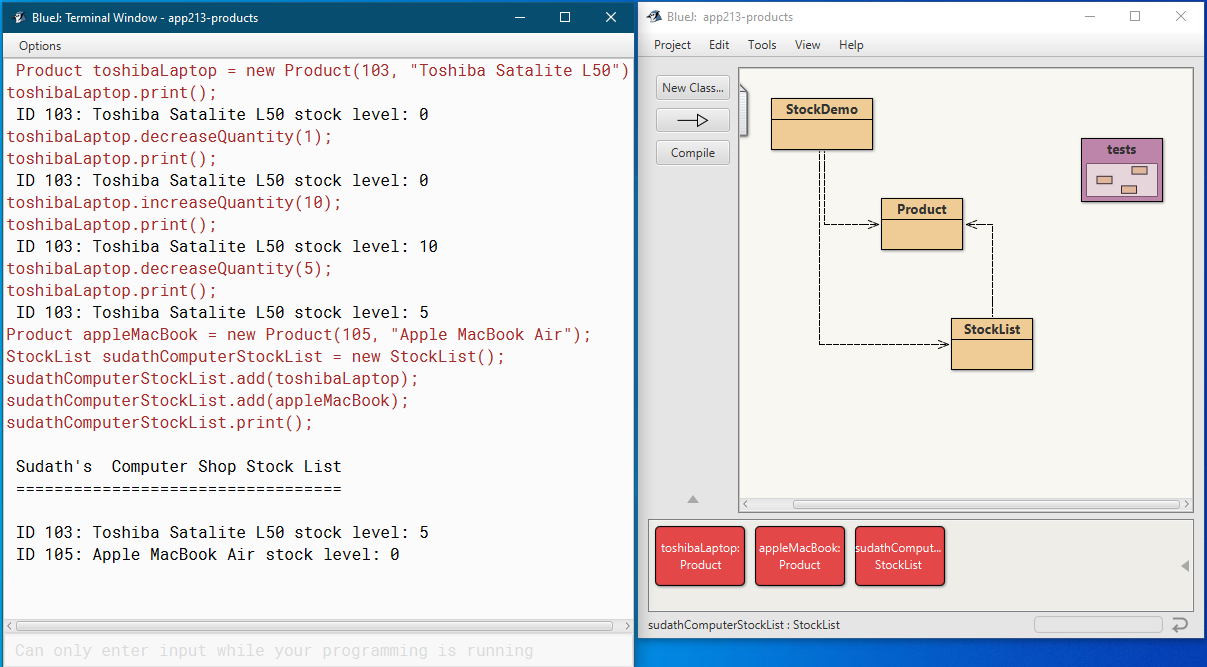 BlueJ: Terminal Window - app213-products
Options
Product toshibaLaptop = new Product(103, "Toshiba Satalite L50")
toshibaLaptop.print();
ID 103: Toshiba Satalite L50 stock level: 0
toshibaLaptop.decreaseQuantity(1);
toshibaLaptop.print();
ID 103: Toshiba Satalite L50 stock level: 0
toshibaLaptop.increaseQuantity(10);
toshibaLaptop.print();
ID 103: Toshiba Satalite L50 stock level: 10
toshibaLaptop.decreaseQuantity(5);
toshibaLaptop.print();
ID 103: Toshiba Satalite L50 stock level: 5
Product appleMacBook = new Product(105, "Apple MacBook Air");
StockList sudathComputerStockList = new StockList();
sudathComputerStockList.add(toshibaLaptop);
sudathComputerStockList.add(appleMacBook);
sudathComputerStockList.print();
Sudath's  Computer Shop Stock List
==================================
ID 103: Toshiba Satalite L50 stock level: 5
ID 105: Apple MacBook Air stock level: 0
Can only enter input while your programming is running
BlueJ:  app213-products
Project Edit Tools View Help
New Class...
Compile
StockDemo
tests
Product
StockList
toshibaLaptop:
Product
appleMacBook:
Product
sudathComput...
StockList
sudathComputerStockList : StockList